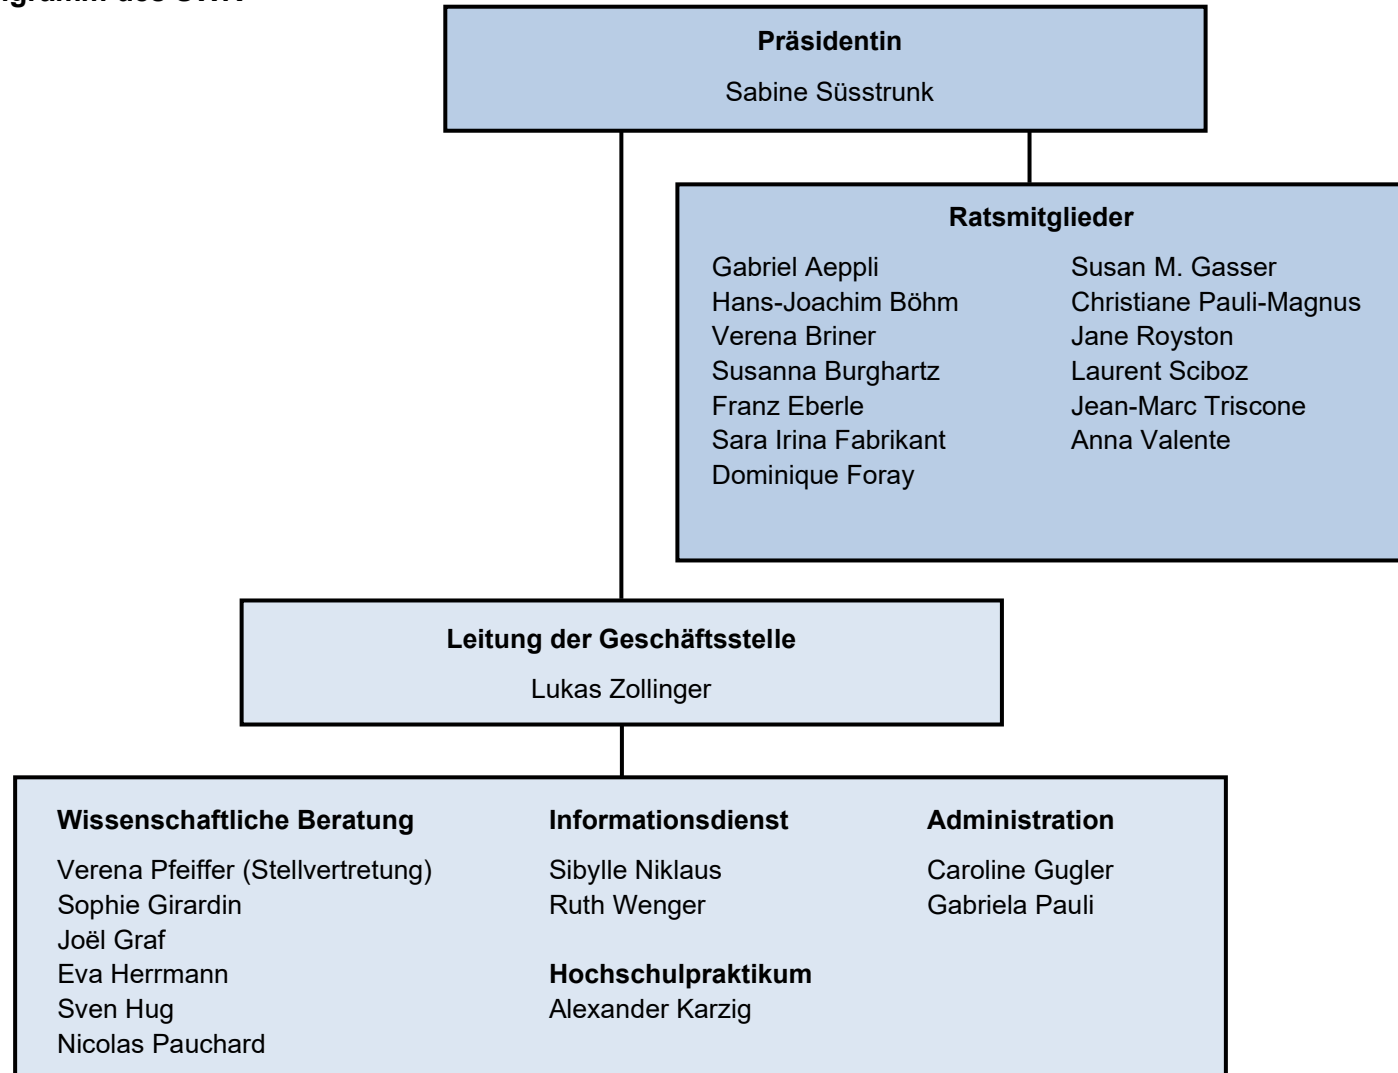 Präsidentin
Sabine Süsstrunk
Ratsmitglieder
Gabriel Aeppli
Hans-Joachim Böhm
Verena Briner
Susanna Burghartz
Franz Eberle
Sara Irina Fabrikant
Dominique Foray
Susan M. Gasser
Christiane Pauli-Magnus
Jane Royston
Laurent Sciboz
Jean-Marc Triscone
Anna Valente
Leitung der Geschäftsstelle
Lukas Zollinger
Wissenschaftliche Beratung
Verena Pfeiffer (Stellvertretung)
Sophie Girardin
Joël Graf
Eva Herrmann
Sven Hug
Nicolas Pauchard
Informationsdienst
Sibylle Niklaus
Ruth Wenger
Hochschulpraktikum
Alexander Karzig
Administration
Caroline Gugler
Gabriela Pauli